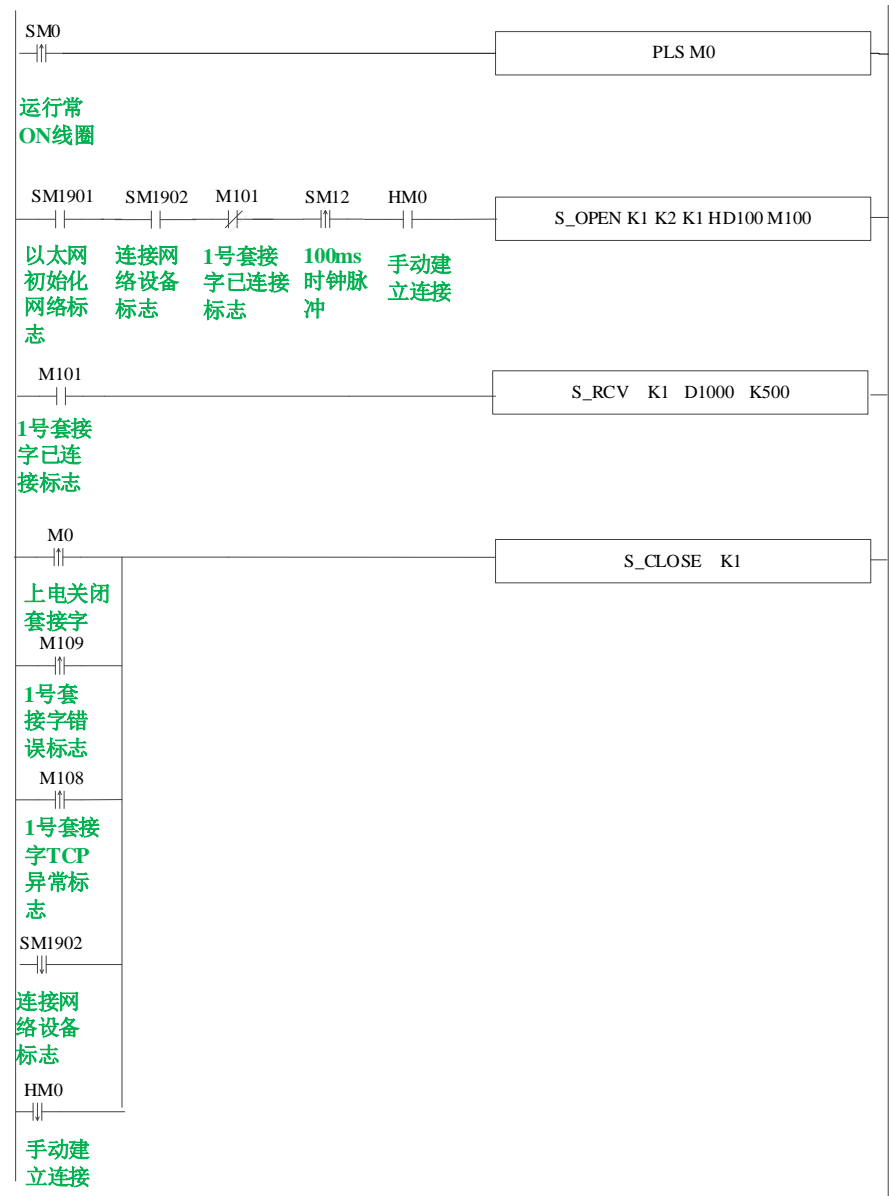 SM0
PLS M0
运行常
ON线圈
SM1901 SM1902 M101 SM12 HM0
S_OPEN K1 K2 K1 HD100 M100
以太网
初始化
网络标
志
连接网
络设备
标志
1号套接
字已连接
标志
100ms
时钟脉
冲
手动建
立连接
M101
S_RCV K1 D1000 K500
1号套接
字已连
接标志
M0
S_CLOSE K1
上电关闭
套接字
M109
1号套
接字错
误标志
M108
1号套接
字TCP
异常标
志
SM1902
连接网
络设备
标志
HM0
手动建
立连接